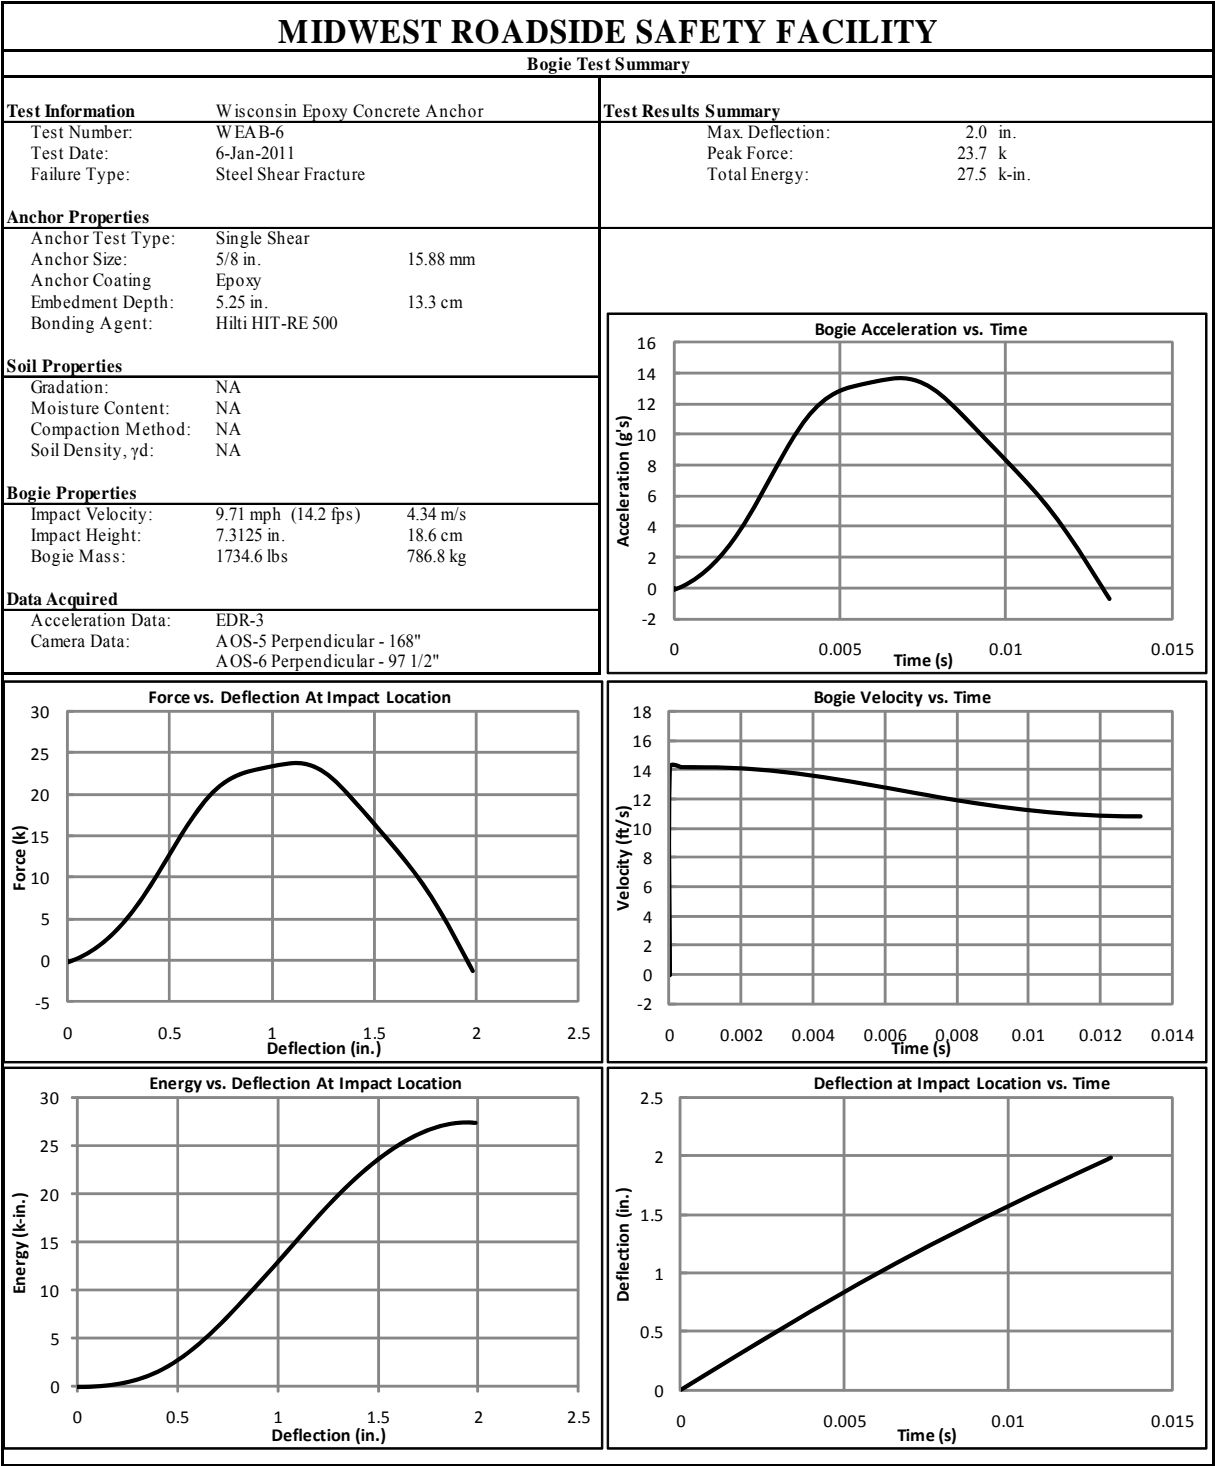 MIDWEST ROADSIDE SAFETY FACILITY
Bogie Test Summary
Test Information Wisconsin Epoxy Concrete Anchor
Test Number: WEAB-6
Test Date: 6-Jan-2011
Failure Type: Steel Shear Fracture
Test Results Summary
Max. Deflection: 2.0 in.
Peak Force: 23.7 k
Total Energy: 27.5 k-in.
Anchor Properties
Anchor Test Type: Single Shear
Anchor Size: 5/8 in. 15.88 mm
Anchor Coating Epoxy
Embedment Depth: 5.25 in. 13.3 cm
Bonding Agent: Hilti HIT-RE 500
Soil Properties
Gradation: NA
Moisture Content: NA
Compaction Method: NA
Soil Density, γd: NA
Bogie Properties
Impact Velocity: 9.71 mph (14.2 fps) 4.34 m/s
Impact Height: 7.3125 in. 18.6 cm
Bogie Mass: 1734.6 lbs 786.8 kg
Data Acquired
Acceleration Data: EDR-3
Camera Data: AOS-5 Perpendicular - 168"
AOS-6 Perpendicular - 97 1/2"
Bogie Acceleration vs. Time
Acceleration (g's)
16
14
12
10
8
6
4
2
0
-2
0 0.005 0.01 0.015
Time (s)
Force vs. Deflection At Impact Location
Force (k)
30
25
20
15
10
5
0
-5
0 0.5 1 1.5 2 2.5
Deflection (in.)
Bogie Velocity vs. Time
Velocity (ft/s)
18
16
14
12
10
8
6
4
2
0
-2
0 0.002 0.004 0.006 0.008 0.01 0.012 0.014
Time (s)
Energy vs. Deflection At Impact Location
Energy (k-in.)
30
25
20
15
10
5
0
0 0.5 1 1.5 2 2.5
Deflection (in.)
Deflection at Impact Location vs. Time
Deflection (in.)
2.5
2
1.5
1
0.5
0
0 0.005 0.01 0.015
Time (s)